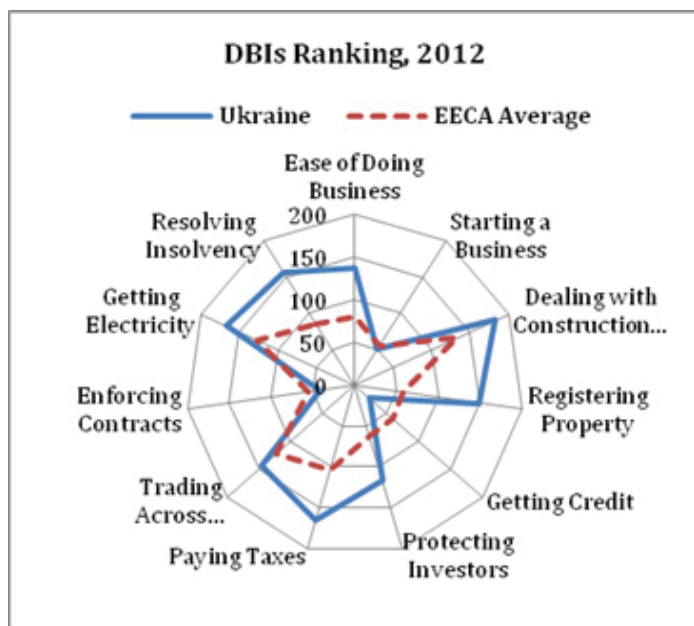 DBIs Ranking, 2012
Ukraine
EECA Average
Ease of Doing
Business
Starting a
Business
Dealing with
Construction...
Registering
Property
Getting Credit
Protecting
Investors
Paying Taxes
Trading
Across...
Enforcing
Contracts
Getting
Electricity
Resolving
Insolvency
200
150
100
50
0